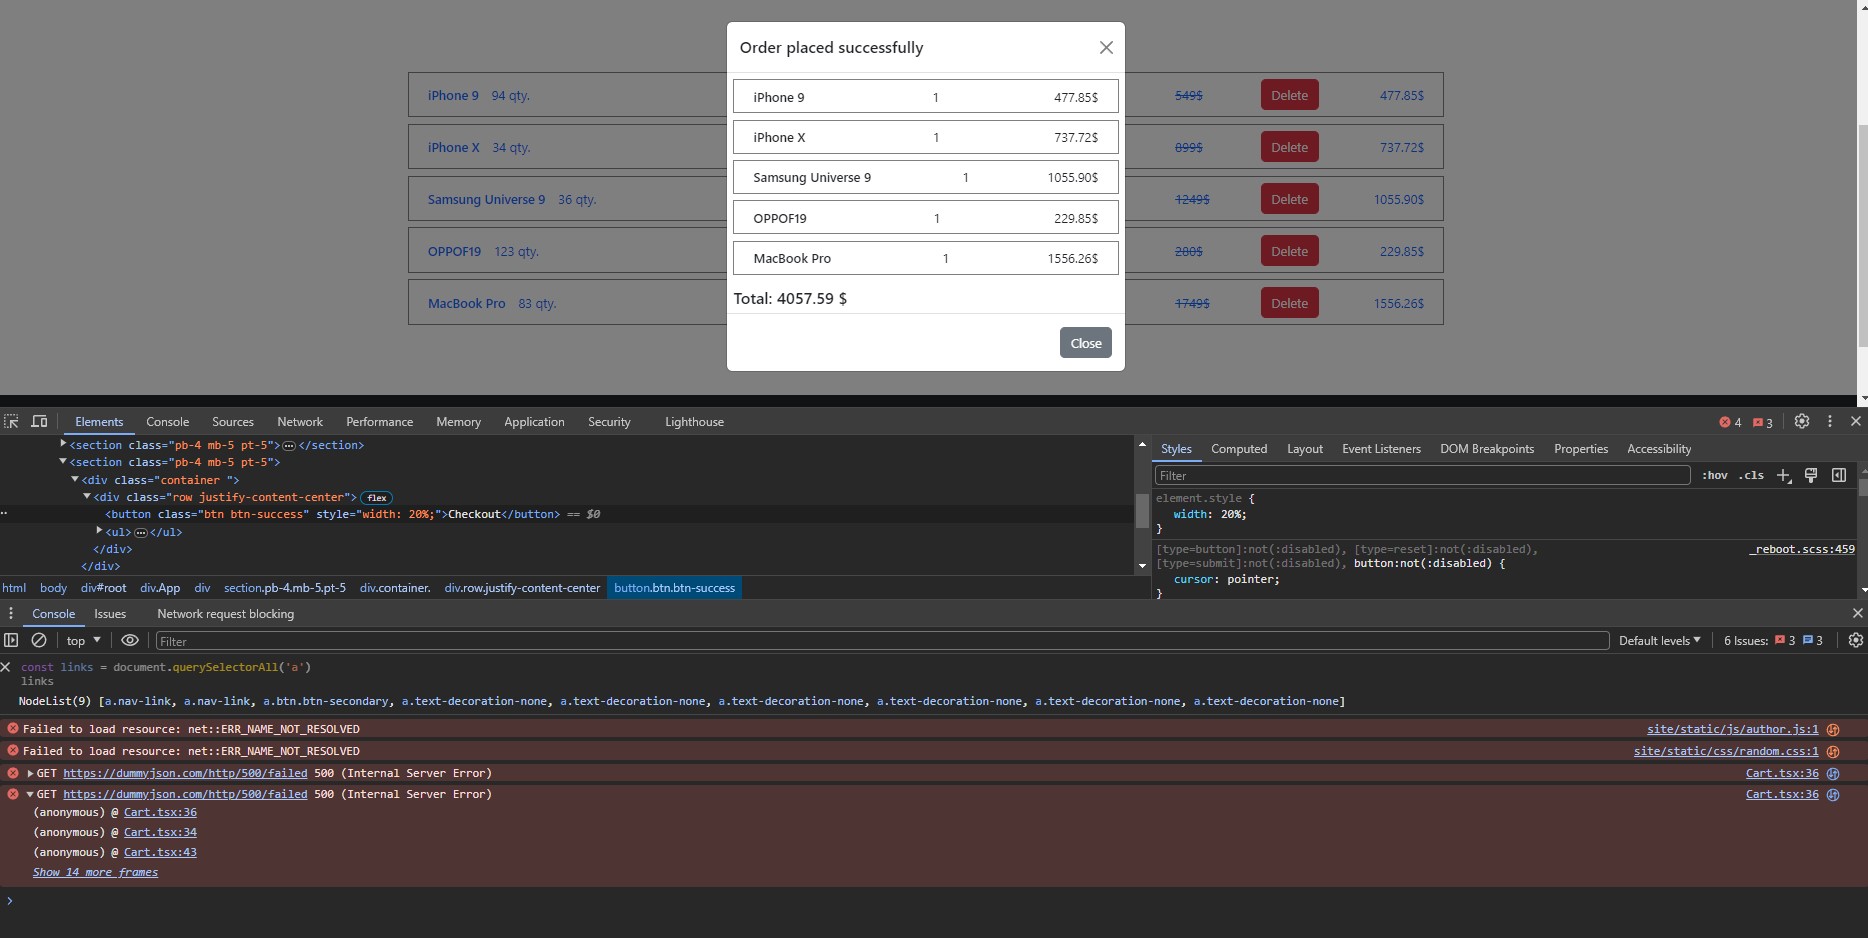 Order placed successfully
iPhone 9 94 qty. 549$ Delete 477.85$
iPhone 9 1 477.85$
iPhone X 34 qty. 899$ Delete 737.72$
iPhone X 1 737.72$
Samsung Universe 9 36 qty. 1249$ Delete 1055.90$
Samsung Universe 9 1 1055.90$
OPPOF19 123 qty. 280$ Delete 229.85$
OPPOF19 1 229.85$
MacBook Pro 83 qty. 1749$ Delete 1556.26$
MacBook Pro 1 1556.26$
Total: 4057.59 $
Close
Elements Console Sources Network Performance Memory Application Security Lighthouse 4 3
<section class="pb-4 mb-5 pt-5">…</section>
<section class="pb-4 mb-5 pt-5">
<div class="container ">
<div class="row justify-content-center"> flex
<button class="btn btn-success" style="width: 20%;">Checkout</button> == $0
<ul>…</ul>
</div>
</div>
html body div#root div.App div section.pb-4.mb-5.pt-5 div.container. div.row.justify-content-center button.btn.btn-success
Styles Computed Layout Event Listeners DOM Breakpoints Properties Accessibility
Filter :hov .cls
element.style {
width: 20%;
}
[type=button]:not(:disabled), [type=reset]:not(:disabled), _reboot.scss:459
[type=submit]:not(:disabled), button:not(:disabled) {
cursor: pointer;
}
Console Issues Network request blocking
top Filter Default levels 6 Issues: 3 3
const links = document.querySelectorAll('a')
links
NodeList(9) [a.nav-link, a.nav-link, a.btn.btn-secondary, a.text-decoration-none, a.text-decoration-none, a.text-decoration-none, a.text-decoration-none, a.text-decoration-none, a.text-decoration-none]
Failed to load resource: net::ERR_NAME_NOT_RESOLVED site/static/js/author.js:1
Failed to load resource: net::ERR_NAME_NOT_RESOLVED site/static/css/random.css:1
GET https://dummyjson.com/http/500/failed 500 (Internal Server Error) Cart.tsx:36
GET https://dummyjson.com/http/500/failed 500 (Internal Server Error) Cart.tsx:36
(anonymous) @ Cart.tsx:36
(anonymous) @ Cart.tsx:34
(anonymous) @ Cart.tsx:43
Show 14 more frames